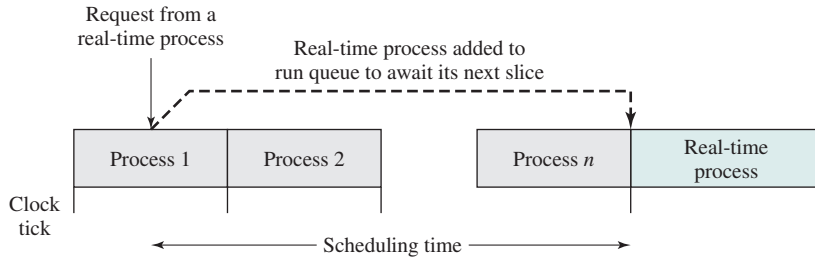 Request from a
real-time process
Real-time process added to
run queue to await its next slice
Process 1
Process 2
Process n
Real-time
process
Clock
tick
Scheduling time